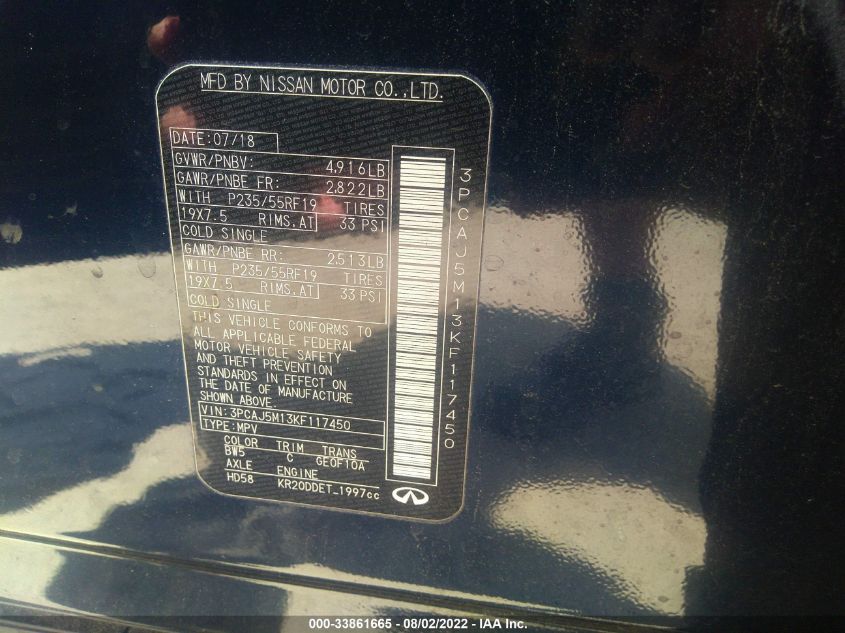 MFD BY NISSAN MOTOR CO.,LTD.
DATE:07/18
GVWR/PNBV: 4,916LB
GAWR/PNBE FR: 2,822LB
WITH P235/55RF19 TIRES
19X7.5 RIMS,AT 33 PSI
COLD SINGLE
GAWR/PNBE RR: 2,513LB
WITH P235/55RF19 TIRES
19X7.5 RIMS,AT 33 PSI
COLD SINGLE
THIS VEHICLE CONFORMS TO
ALL APPLICABLE FEDERAL
MOTOR VEHICLE SAFETY
AND THEFT PREVENTION
STANDARDS IN EFFECT ON
THE DATE OF MANUFACTURE
SHOWN ABOVE.
VIN:3PCAJ5M13KF117450
TYPE:MPV
COLOR TRIM TRANS
BW5 C GE0F10A
AXLE ENGINE
HD58 KR20DDET_1997cc
3PCAJ5M13KF117450
000-33861665 - 08/02/2022 - IAA Inc.